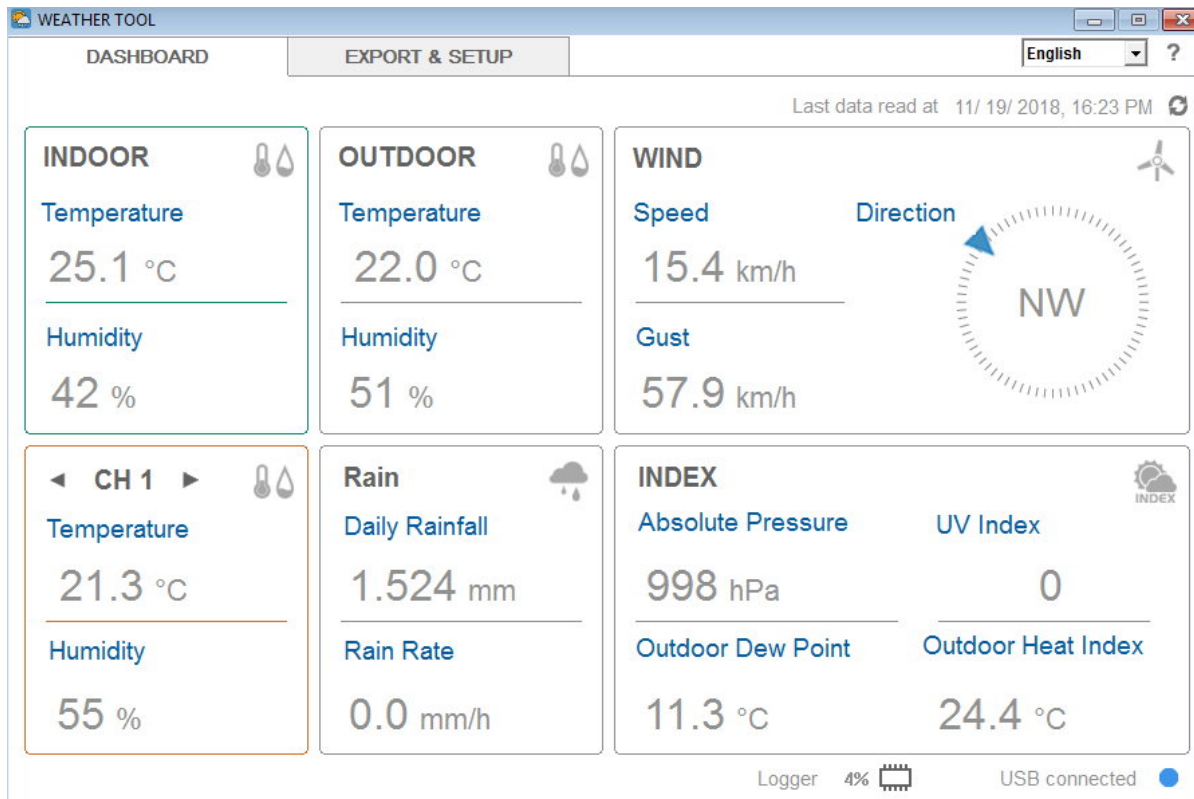 WEATHER TOOL
DASHBOARD
EXPORT & SETUP
English
?
Last data read at 11/ 19/ 2018, 16:23 PM
INDOOR
Temperature
25.1 °C
Humidity
42 %
OUTDOOR
Temperature
22.0 °C
Humidity
51 %
WIND
Speed
15.4 km/h
Gust
57.9 km/h
Direction
NW
CH 1
Temperature
21.3 °C
Humidity
55 %
Rain
Daily Rainfall
1.524 mm
Rain Rate
0.0 mm/h
INDEX
INDEX
Absolute Pressure
998 hPa
UV Index
0
Outdoor Dew Point
11.3 °C
Outdoor Heat Index
24.4 °C
Logger 4%
USB connected